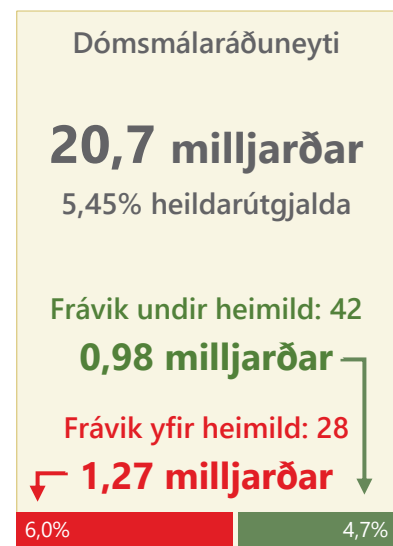 Dómsmálaráðuneyti
20,7 milljarðar
5,45% heildarútgjalda
Frávik undir heimild: 42
0,98 milljarðar
Frávik yfir heimild: 28
1,27 milljarðar
6,0% 4,7%